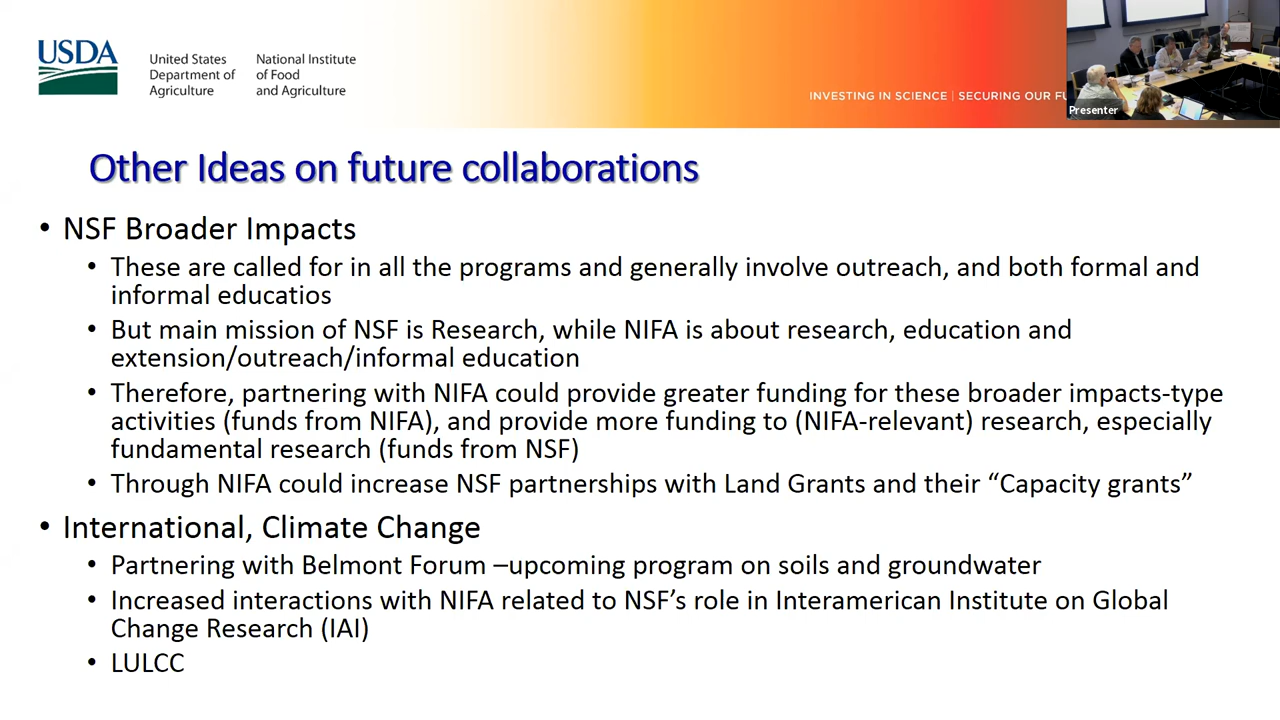 USDA
United States
Department of
Agriculture
National Institute
of Food
and Agriculture
INVESTING IN SCIENCE | SECURING OUR FU
Presenter
Other Ideas on future collaborations
• NSF Broader Impacts
• These are called for in all the programs and generally involve outreach, and both formal and
informal educatios
• But main mission of NSF is Research, while NIFA is about research, education and
extension/outreach/informal education
• Therefore, partnering with NIFA could provide greater funding for these broader impacts-type
activities (funds from NIFA), and provide more funding to (NIFA-relevant) research, especially
fundamental research (funds from NSF)
• Through NIFA could increase NSF partnerships with Land Grants and their “Capacity grants”
• International, Climate Change
• Partnering with Belmont Forum –upcoming program on soils and groundwater
• Increased interactions with NIFA related to NSF’s role in Interamerican Institute on Global
Change Research (IAI)
• LULCC